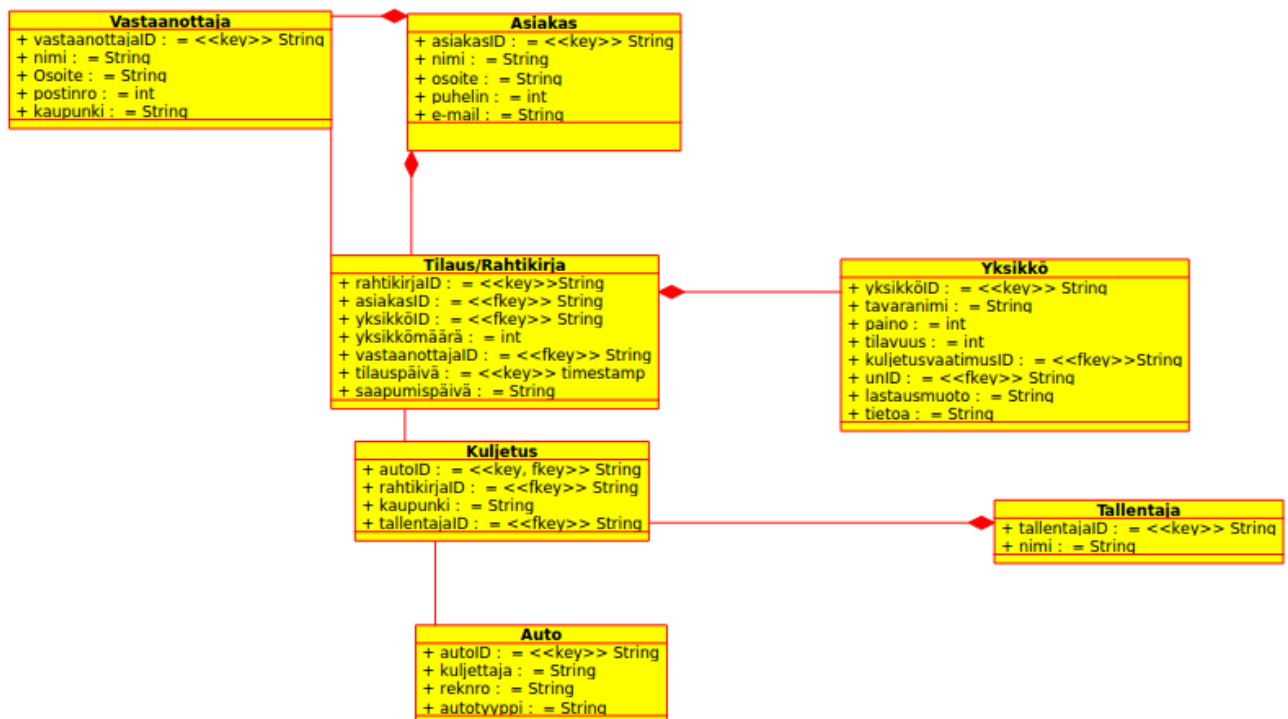 Vastaanottaja
+ vastaanottajaID : = <<key>> String
+ nimi : = String
+ Osoite : = String
+ postinro : = int
+ kaupunki : = String
Asiakas
+ asiakasID : = <<key>> String
+ nimi : = String
+ osoite : = String
+ puhelin : = int
+ e-mail : = String
Tilaus/Rahtikirja
+ rahtikirjaID : = <<key>>String
+ asiakasID : = <<fkey>> String
+ yksikköID : = <<fkey>> String
+ yksikkömäärä : = int
+ vastaanottajaID : = <<fkey>> String
+ tilauspäivä : = <<key>> timestamp
+ saapumispäivä : = String
Yksikkö
+ yksikköID : = <<key>> String
+ tavaranimi : = String
+ paino : = int
+ tilavuus : = int
+ kuljetusvaatimusID : = <<fkey>>String
+ unID : = <<fkey>> String
+ lastausmuoto : = String
+ tietoa : = String
Kuljetus
+ autoID : = <<key, fkey>> String
+ rahtikirjaID : = <<fkey>> String
+ kaupunki : = String
+ tallentajaID : = <<fkey>> String
Tallentaja
+ tallentajaID : = <<key>> String
+ nimi : = String
Auto
+ autoID : = <<key>> String
+ kuljettaja : = String
+ reknro : = String
+ autotyyppi : = String